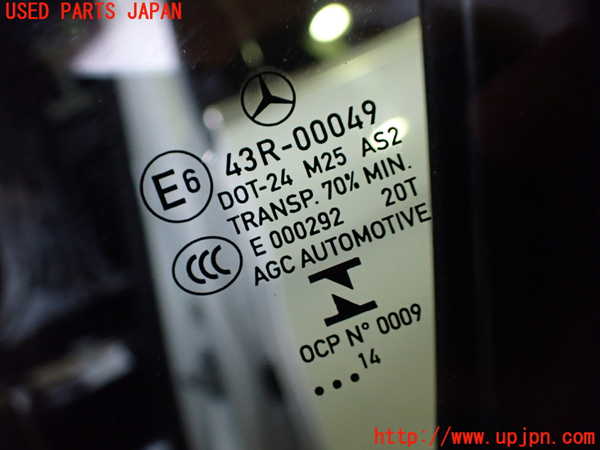 USED PARTS JAPAN
E6
43R-00049
DOT-24 M25 AS2
TRANSP. 70% MIN.
E 000292 20T
CCC
AGC AUTOMOTIVE
OCP N° 0009
...14
http://www.upjpn.com